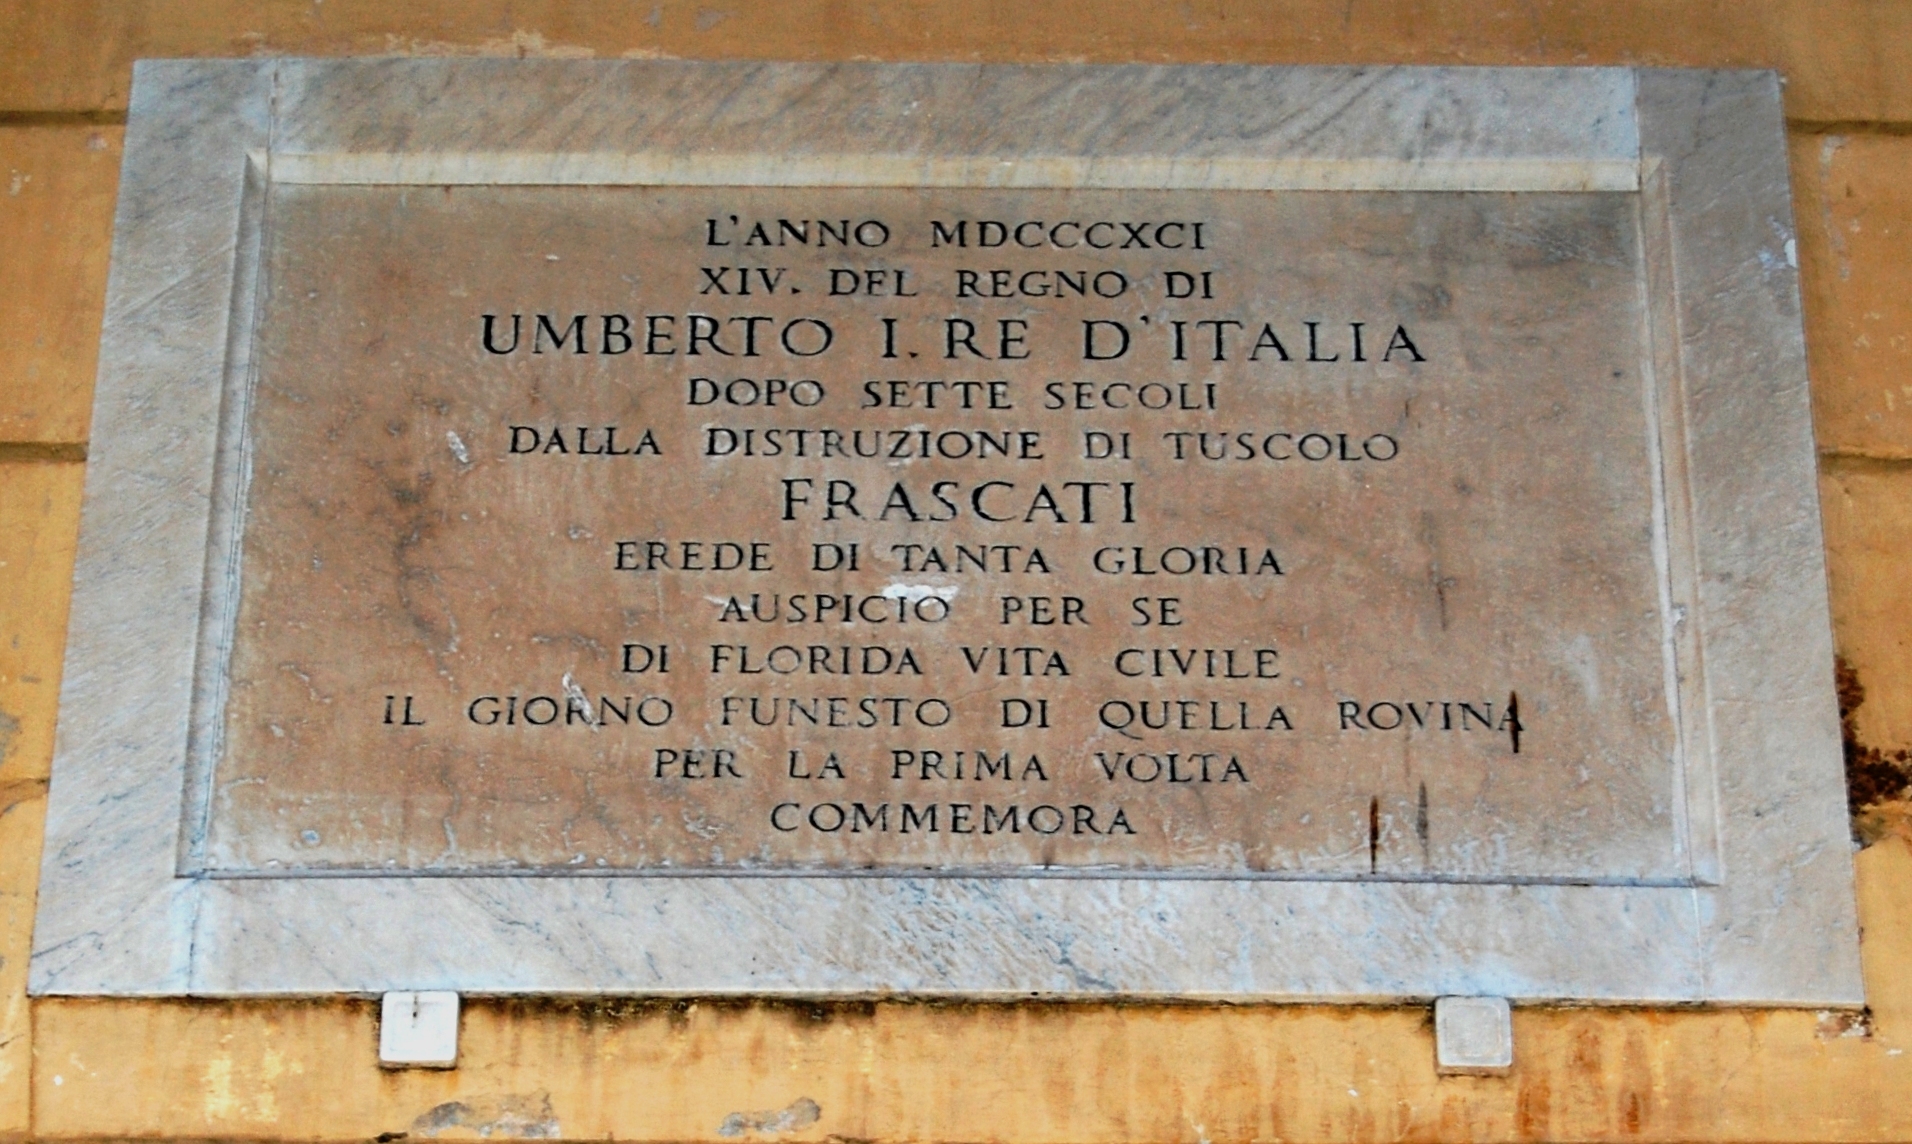 L'ANNO MDCCCXCI
XIV. DEL REGNO DI
UMBERTO I. RE D'ITALIA
DOPO SETTE SECOLI
DALLA DISTRUZIONE DI TUSCOLO
FRASCATI
EREDE DI TANTA GLORIA
AUSPICIO PER SE
DI FLORIDA VITA CIVILE
IL GIORNO FUNESTO DI QUELLA ROVINA
PER LA PRIMA VOLTA
COMMEMORA